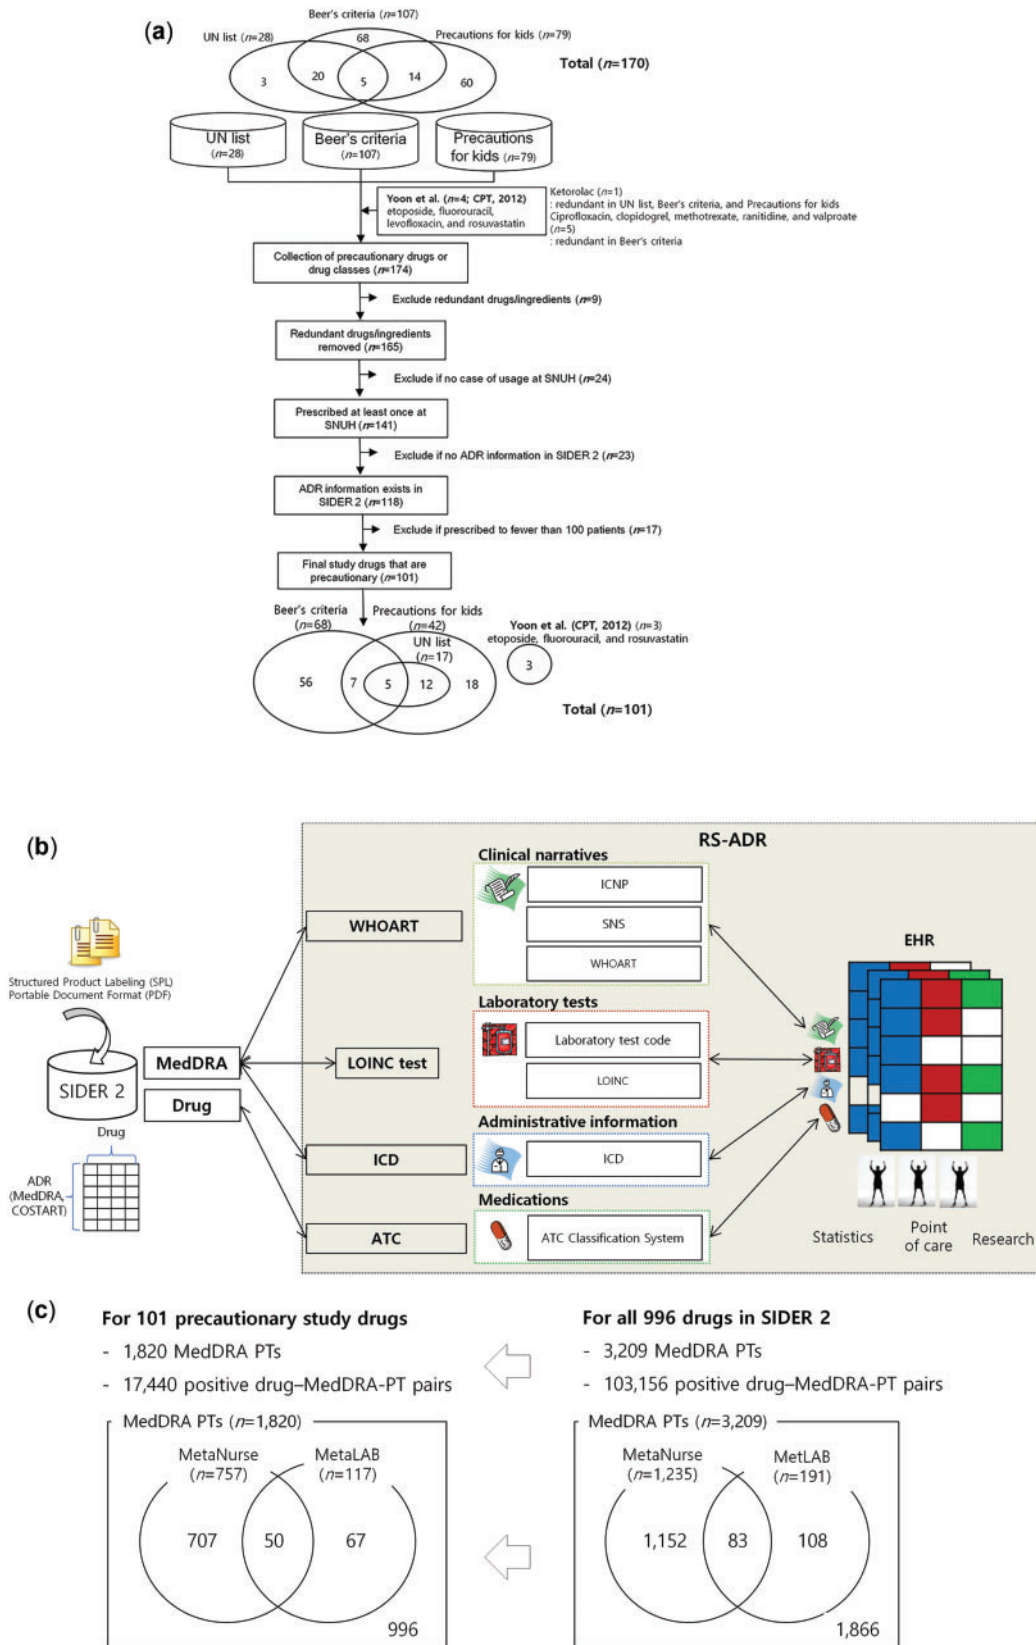 (a)
Beer's criteria (n=107)
UN list (n=28)
68
Precautions for kids (n=79)
Total (n=170)
3
20
5
14
60
UN list
(n=28)
Beer's criteria
(n=107)
Precautions
for kids (n=79)
Yoon et al. (n=4; CPT, 2012)
etoposide, fluorouracil,
levofloxacin, and rosuvastatin
Ketorolac (n=1)
: redundant in UN list, Beer's criteria, and Precautions for kids
Ciprofloxacin, clopidogrel, methotrexate, ranitidine, and valproate
(n=5)
: redundant in Beer's criteria
Collection of precautionary drugs or
drug classes (n=174)
Exclude redundant drugs/ingredients (n=9)
Redundant drugs/ingredients
removed (n=165)
Exclude if no case of usage at SNUH (n=24)
Prescribed at least once at
SNUH (n=141)
Exclude if no ADR information in SIDER 2 (n=23)
ADR information exists in
SIDER 2 (n=118)
Exclude if prescribed to fewer than 100 patients (n=17)
Final study drugs that are
precautionary (n=101)
Beer's criteria
(n=68)
Precautions for kids
(n=42)
UN list
(n=17)
Yoon et al. (CPT, 2012) (n=3)
etoposide, fluorouracil, and rosuvastatin
56
7
5
12
18
3
Total (n=101)
(b)
RS-ADR
Clinical narratives
ICNP
SNS
WHOART
WHOART
EHR
Structured Product Labeling (SPL)
Portable Document Format (PDF)
Laboratory tests
Laboratory test code
LOINC
MedDRA
LOINC test
SIDER 2
Drug
Administrative information
ICD
ICD
Drug
ADR
(MedDRA,
COSTART)
Medications
ATC
ATC Classification System
Statistics
Point
of care
Research
(c)
For 101 precautionary study drugs
- 1,820 MedDRA PTs
- 17,440 positive drug–MedDRA-PT pairs
For all 996 drugs in SIDER 2
- 3,209 MedDRA PTs
- 103,156 positive drug–MedDRA-PT pairs
MedDRA PTs (n=1,820)
MetaNurse
(n=757)
MetaLAB
(n=117)
707
50
67
996
MedDRA PTs (n=3,209)
MetaNurse
(n=1,235)
MetLAB
(n=191)
1,152
83
108
1,866